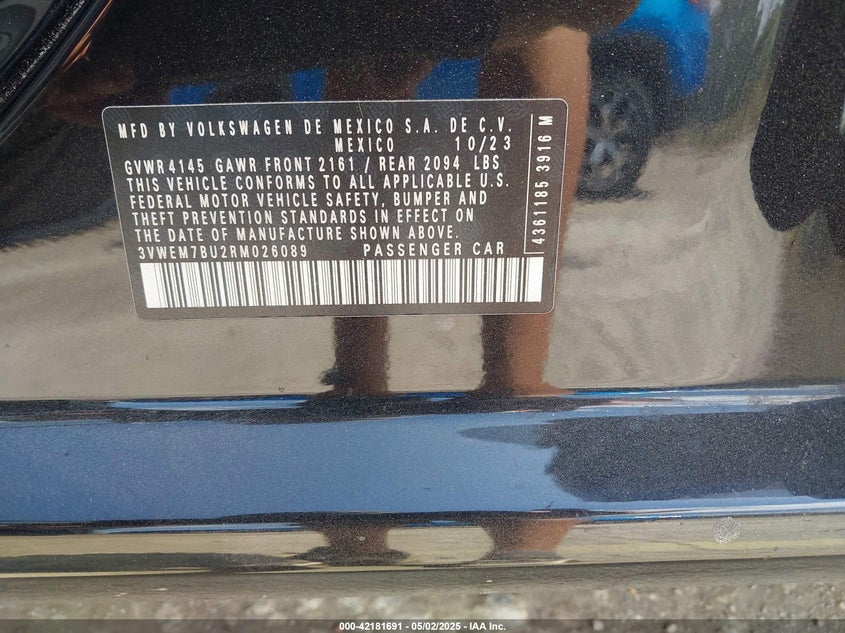 MFD BY VOLKSWAGEN DE MEXICO S.A. DE C.V.
MEXICO 10/23
GVWR 4145 GAWR FRONT 2161 / REAR 2094 LBS
THIS VEHICLE CONFORMS TO ALL APPLICABLE U.S.
FEDERAL MOTOR VEHICLE SAFETY, BUMPER AND
THEFT PREVENTION STANDARDS IN EFFECT ON
THE DATE OF MANUFACTURE SHOWN ABOVE.
3VWEM7BU2RM026089 PASSENGER CAR
4361185 3916 M
000-42181691 - 05/02/2025 - IAA Inc.